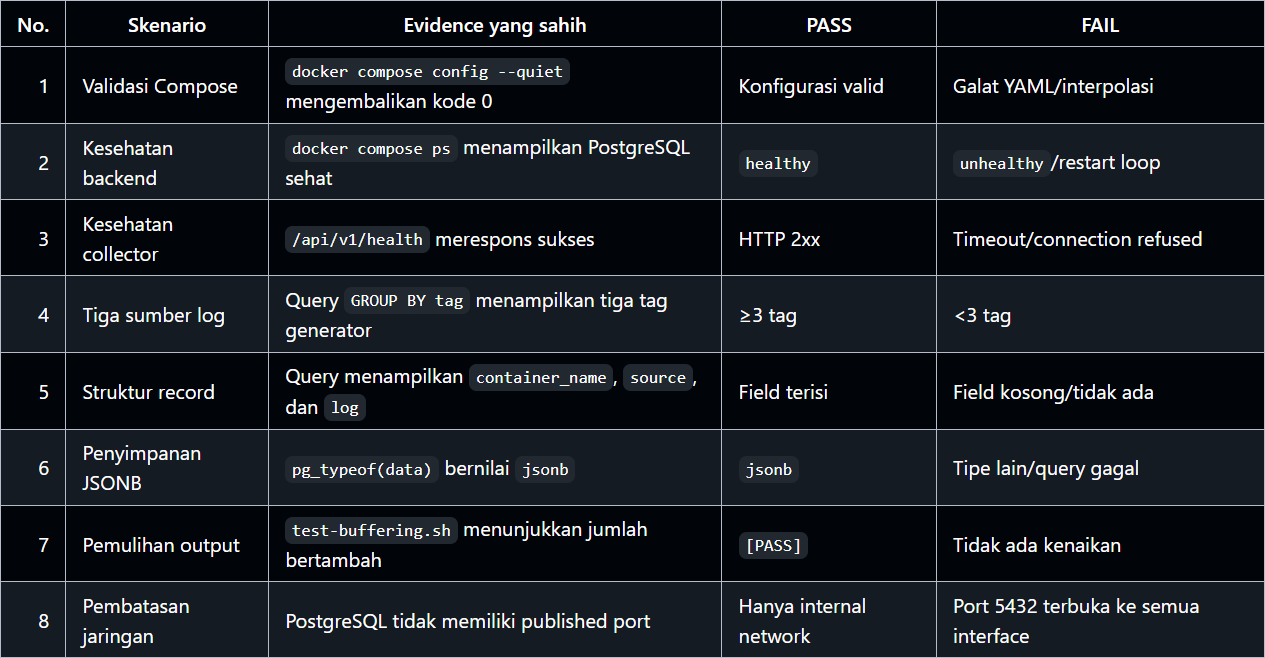 No. Skenario Evidence yang sahih PASS FAIL
1 Validasi Compose docker compose config --quiet mengembalikan kode 0 Konfigurasi valid Galat YAML/interpolasi
2 Kesehatan backend docker compose ps menampilkan PostgreSQL sehat healthy unhealthy/restart loop
3 Kesehatan collector /api/v1/health merespons sukses HTTP 2xx Timeout/connection refused
4 Tiga sumber log Query GROUP BY tag menampilkan tiga tag generator ≥3 tag <3 tag
5 Struktur record Query menampilkan container_name, source, dan log Field terisi Field kosong/tidak ada
6 Penyimpanan JSONB pg_typeof(data) bernilai jsonb jsonb Tipe lain/query gagal
7 Pemulihan output test-buffering.sh menunjukkan jumlah bertambah [PASS] Tidak ada kenaikan
8 Pembatasan jaringan PostgreSQL tidak memiliki published port Hanya internal network Port 5432 terbuka ke semua interface